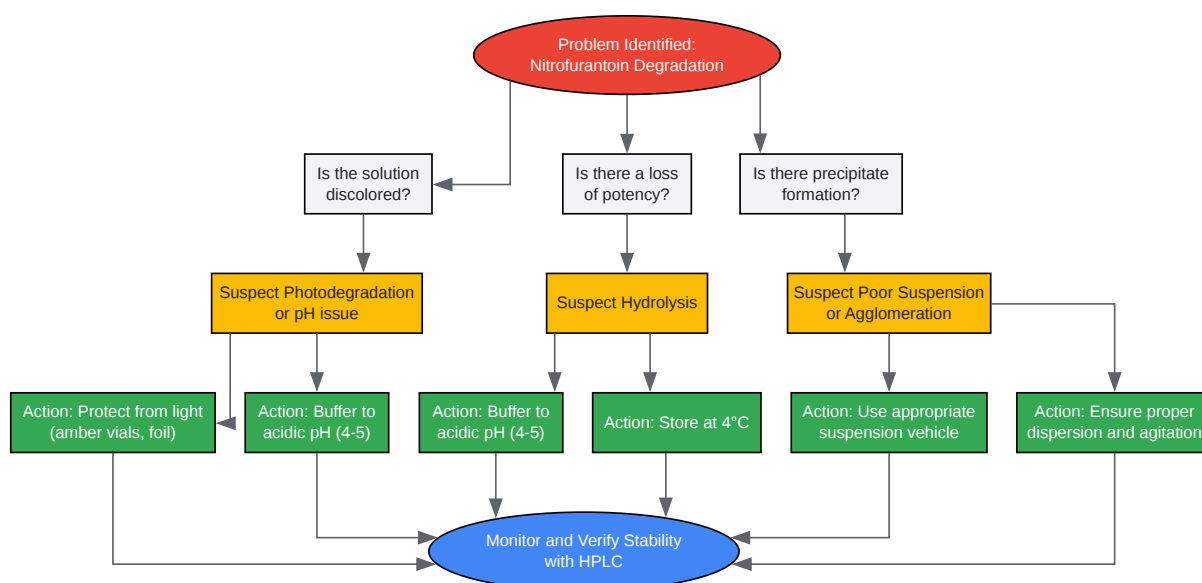 Problem Identified:
Nitrofurantoin Degradation
Is the solution
discolored?
Is there a loss
of potency?
Is there precipitate
formation?
Suspect Photodegradation
or pH issue
Suspect Hydrolysis
Suspect Poor Suspension
or Agglomeration
Action: Protect from light
(amber vials, foil)
Action: Buffer to
acidic pH (4-5)
Action: Buffer to
acidic pH (4-5)
Action: Store at 4°C
Action: Use appropriate
suspension vehicle
Action: Ensure proper
dispersion and agitation
Monitor and Verify Stability
with HPLC